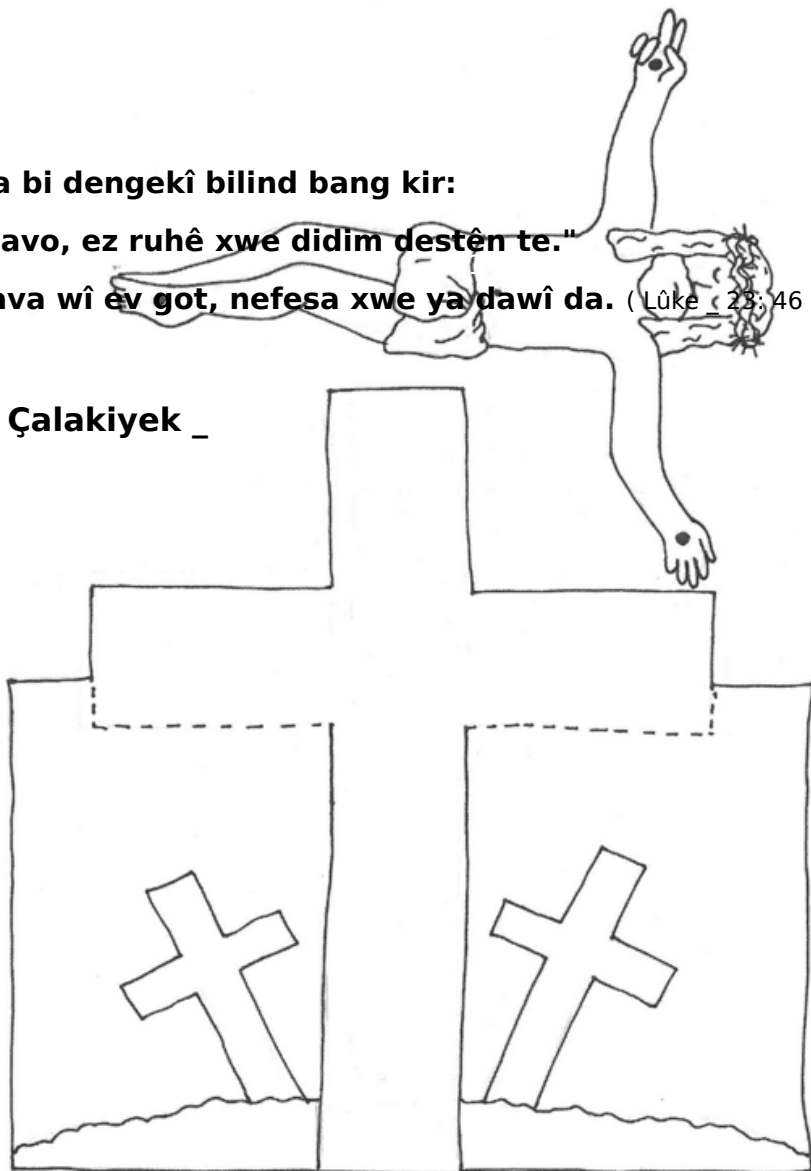 a bi dengekî bilind bang kir:
avo, ez ruhê xwe didim destên te."
ava wî ev got, nefesa xwe ya dawî da. ( Lûke _ 23: 46
Çalakiyek _